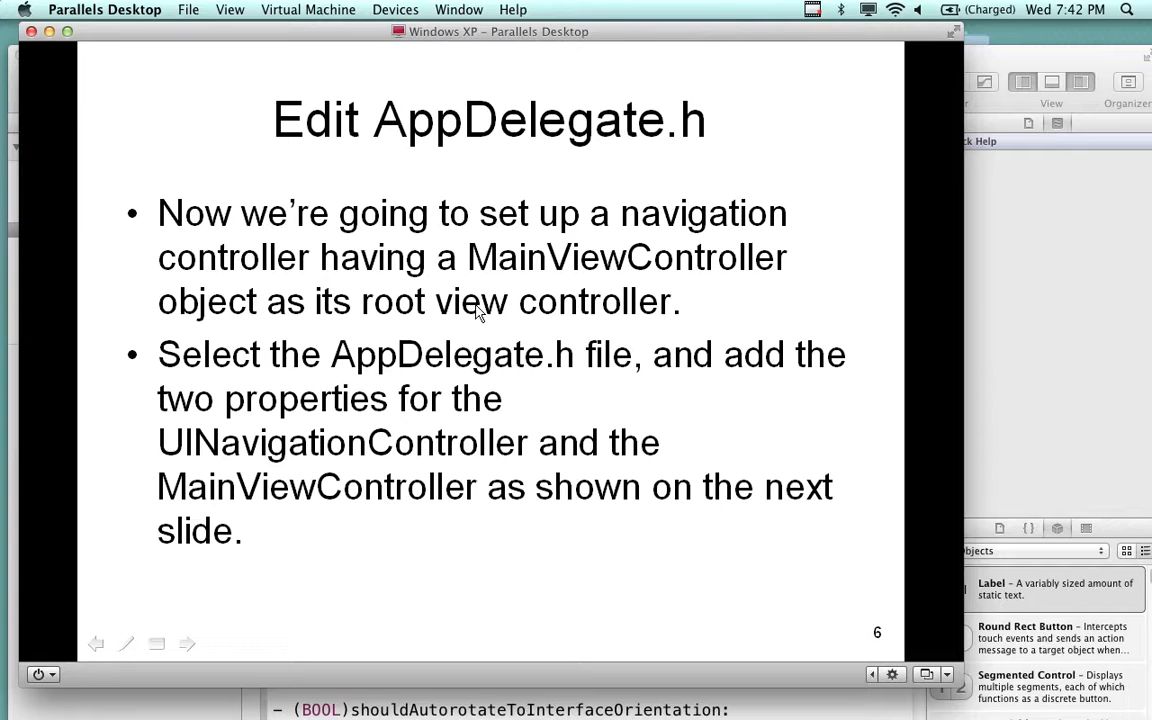 Parallels Desktop File View Virtual Machine Devices Window Help (Charged) Wed 7:42 PM
Windows XP – Parallels Desktop
View Organizer
Edit AppDelegate.h
ck Help
• Now we're going to set up a navigation
controller having a MainViewController
object as its root view controller.
• Select the AppDelegate.h file, and add the
two properties for the
UINavigationController and the
MainViewController as shown on the next
slide.
6
{ }
bjects
Label – A variably sized amount of
static text.
Round Rect Button – Intercepts
touch events and sends an action
message to a target object when...
Segmented Control – Displays
multiple segments, each of which
functions as a discrete button.
1 2
- (BOOL)shouldAutorotateToInterfaceOrientation: